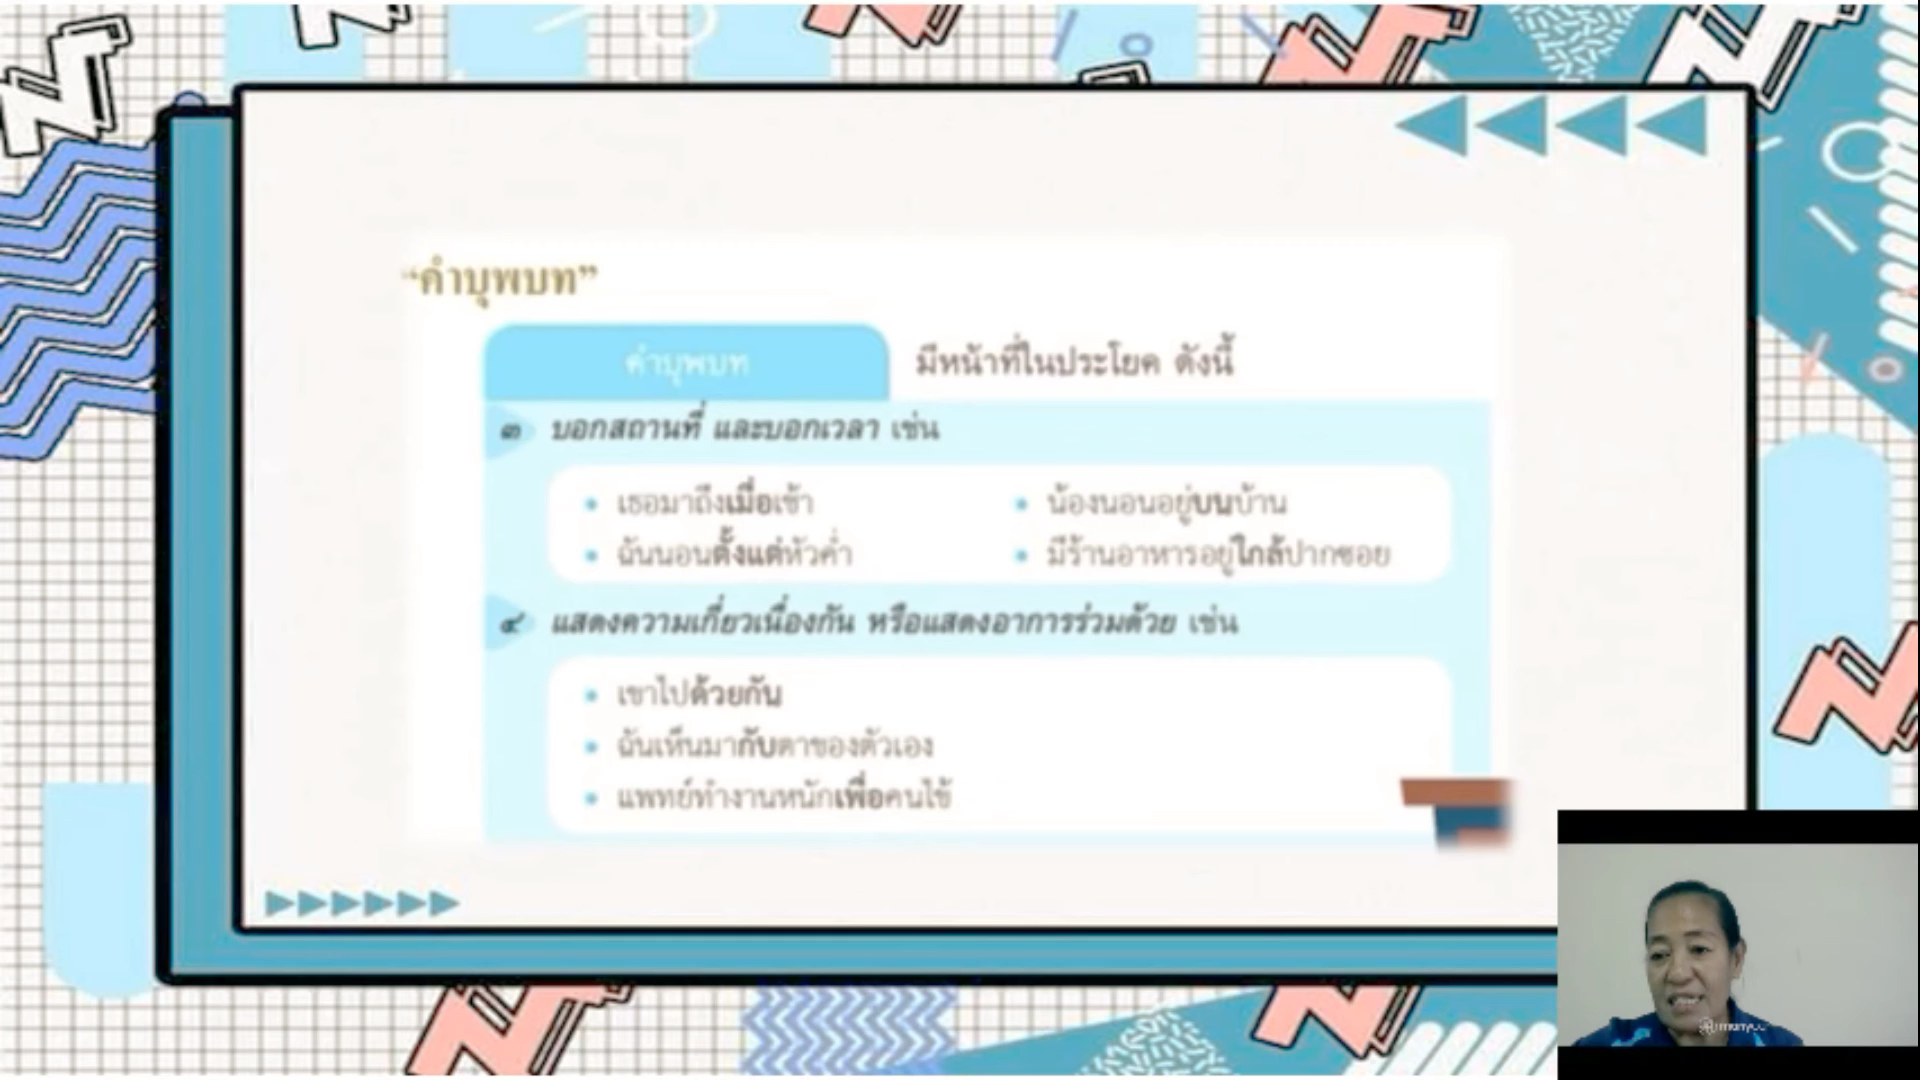 “คำบุพบท”
คำบุพบท มีหน้าที่ในประโยค ดังนี้
๓ บอกสถานที่ และบอกเวลา เช่น
• เธอมาถึงเมื่อเช้า
• น้องนอนอยู่บนบ้าน
• ฉันนอนตั้งแต่หัวค่ำ
• มีร้านอาหารอยู่ใกล้ปากซอย
๔ แสดงความเกี่ยวเนื่องกัน หรือแสดงอาการร่วมด้วย เช่น
• เขาไปด้วยกัน
• ฉันเห็นมากับตาของตัวเอง
• แพทย์ทำงานหนักเพื่อคนไข้